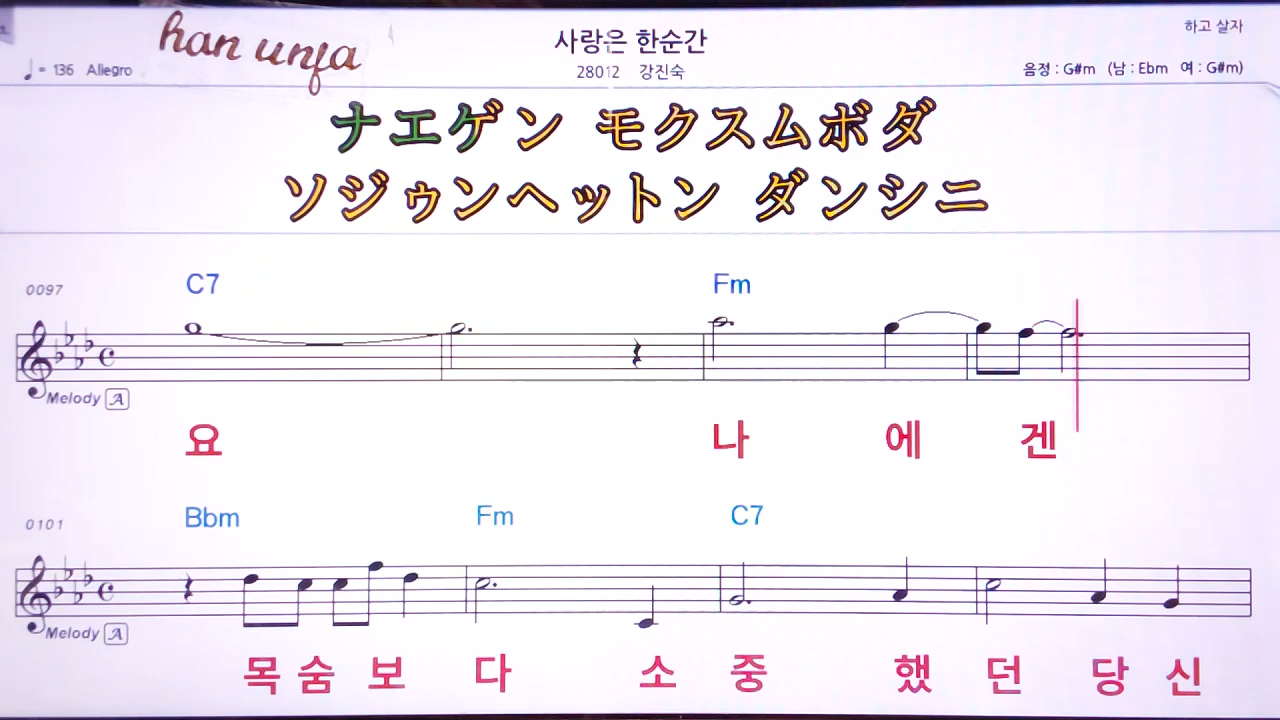 han unja
사랑은 한순간
하고 살자
♩= 136 Allegro
28012 강진숙
음정 : G#m (남 : Ebm 여 : G#m)
ナエゲン モクスムボダ
ソジゥンヘットン ダンシニ
0097
C7 Fm
Melody A
요 나 에 겐
0101
Bbm Fm C7
Melody A
목 숨 보 다 소 중 했 던 당 신